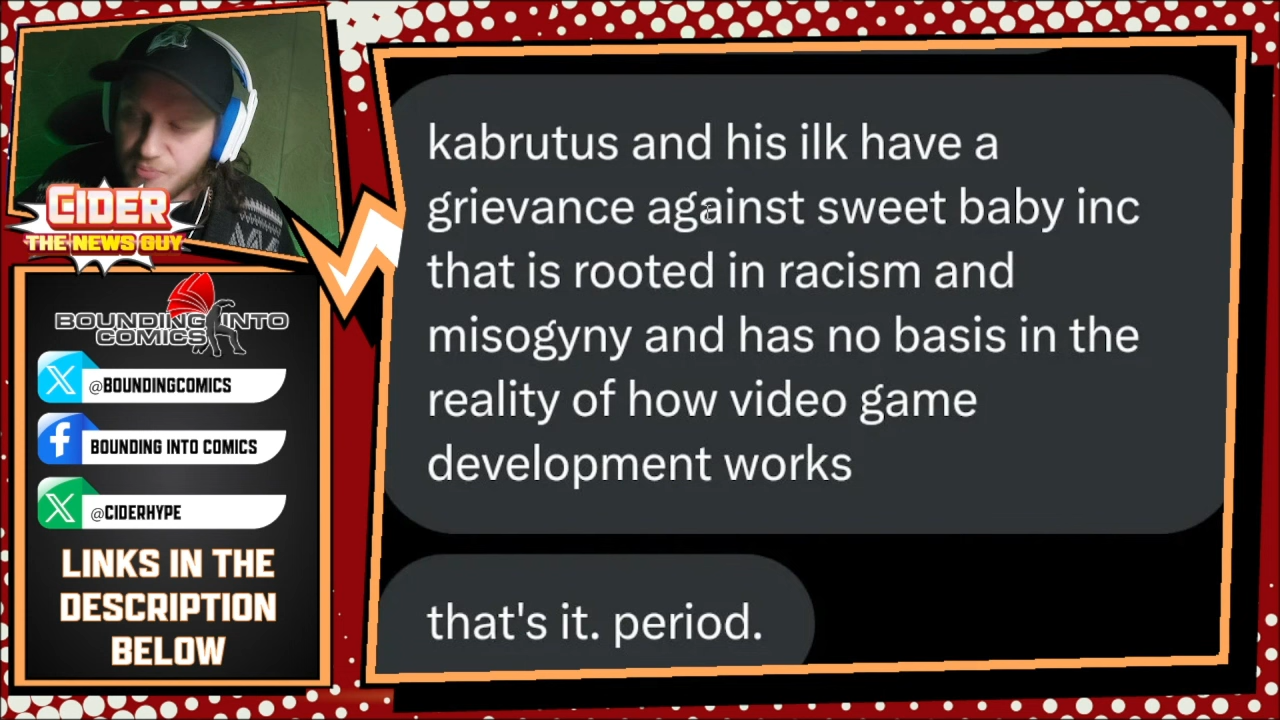 CIDER
THE NEWS GUY
BOUNDING INTO
COMICS
@BOUNDINGCOMICS
BOUNDING INTO COMICS
@CIDERHYPE
LINKS IN THE
DESCRIPTION
BELOW
kabrutus and his ilk have a
grievance against sweet baby inc
that is rooted in racism and
misogyny and has no basis in the
reality of how video game
development works
that's it. period.